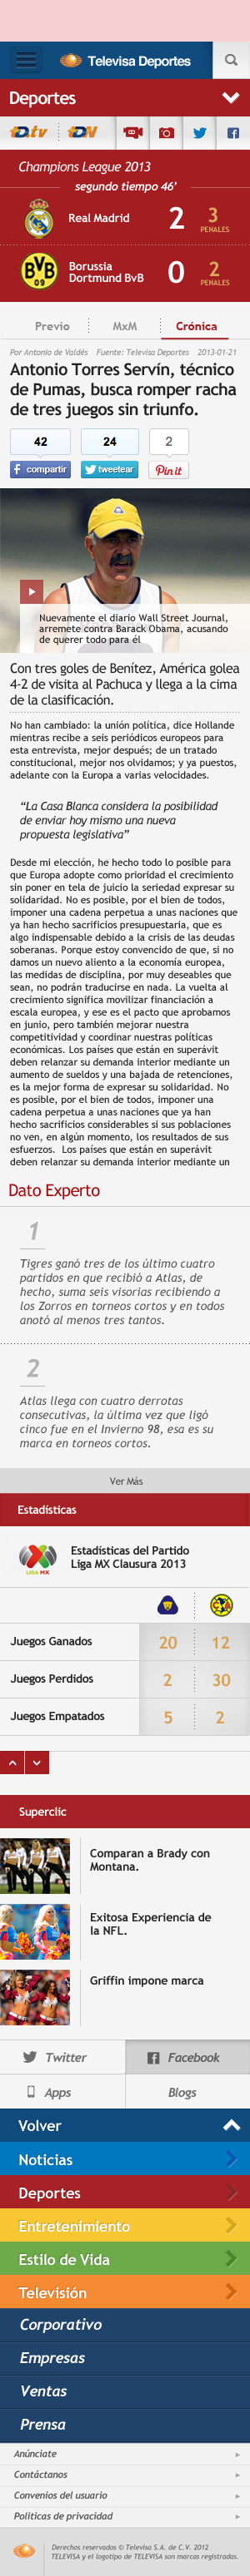 Televisa Deportes
Deportes
tv
Champions League 2013
segundo tiempo 46’
Real Madrid 2 3
PENALES
BVB
09
Borussia
Dortmund BvB 0 2
PENALES
Previo MxM Crónica
Por Antonio de Valdés Fuente: Televisa Deportes 2013-01-21
Antonio Torres Servín, técnico
de Pumas, busca romper racha
de tres juegos sin triunfo.
42 24 2
compartir tweetear Pin it
Nuevamente el diario Wall Street Journal,
arremete contra Barack Obama, acusando
de querer todo para él
Con tres goles de Benítez, América golea
4-2 de visita al Pachuca y llega a la cima
de la clasificación.
No han cambiado: la unión política, dice Hollande
mientras recibe a seis periódicos europeos para
esta entrevista, mejor después; de un tratado
constitucional, mejor nos olvidamos; y ya puestos,
adelante con la Europa a varias velocidades.
“La Casa Blanca considera la posibilidad
de enviar hoy mismo una nueva
propuesta legislativa”
Desde mi elección, he hecho todo lo posible para
que Europa adopte como prioridad el crecimiento
sin poner en tela de juicio la seriedad expresar su
solidaridad. No es posible, por el bien de todos,
imponer una cadena perpetua a unas naciones que
ya han hecho sacrificios presupuestaria, que es
algo indispensable debido a la crisis de las deudas
soberanas. Porque estoy convencido de que, si no
damos un nuevo aliento a la economía europea,
las medidas de disciplina, por muy deseables que
sean, no podrán traducirse en nada. La vuelta al
crecimiento significa movilizar financiación a
escala europea, y ese es el pacto que aprobamos
en junio, pero también mejorar nuestra
competitividad y coordinar nuestras políticas
económicas. Los países que están en superávit
deben relanzar su demanda interior mediante un
aumento de sueldos y una bajada de retenciones,
es la mejor forma de expresar su solidaridad. No
es posible, por el bien de todos, imponer una
cadena perpetua a unas naciones que ya han
hecho sacrificios considerables si sus poblaciones
no ven, en algún momento, los resultados de sus
esfuerzos. Los países que están en superávit
deben relanzar su demanda interior mediante un
Dato Experto
1
Tigres ganó tres de los último cuatro
partidos en que recibió a Atlas, de
hecho, suma seis visorias recibiendo a
los Zorros en torneos cortos y en todos
anotó al menos tres tantos.
2
Atlas llega con cuatro derrotas
consecutivas, la última vez que ligó
cinco fue en el Invierno 98, esa es su
marca en torneos cortos.
Ver Más
Estadísticas
LIGA MX
Estadísticas del Partido
Liga MX Clausura 2013
Juegos Ganados 20 12
Juegos Perdidos 2 30
Juegos Empatados 5 2
Superclic
Comparan a Brady con
Montana.
Exitosa Experiencia de
la NFL.
Griffin impone marca
Twitter Facebook
Apps Blogs
Volver
Noticias
Deportes
Entretenimiento
Estilo de Vida
Televisión
Corporativo
Empresas
Ventas
Prensa
Anúnciate
Contáctanos
Convenios del usuario
Politicas de privacidad
Derechos reservados © Televisa S.A. de C.V. 2012
TELEVISA y el logotipo de TELEVISA son marcas registradas.